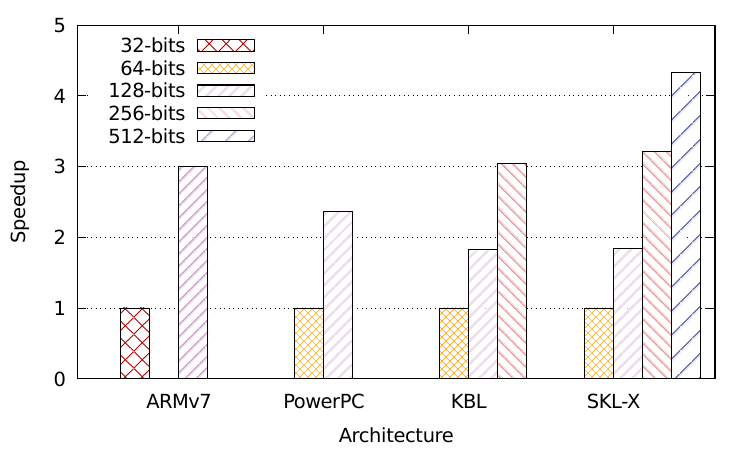 5
4
3
2
1
0
Speedup
32-bits
64-bits
128-bits
256-bits
512-bits
ARMv7 PowerPC KBL SKL-X
Architecture